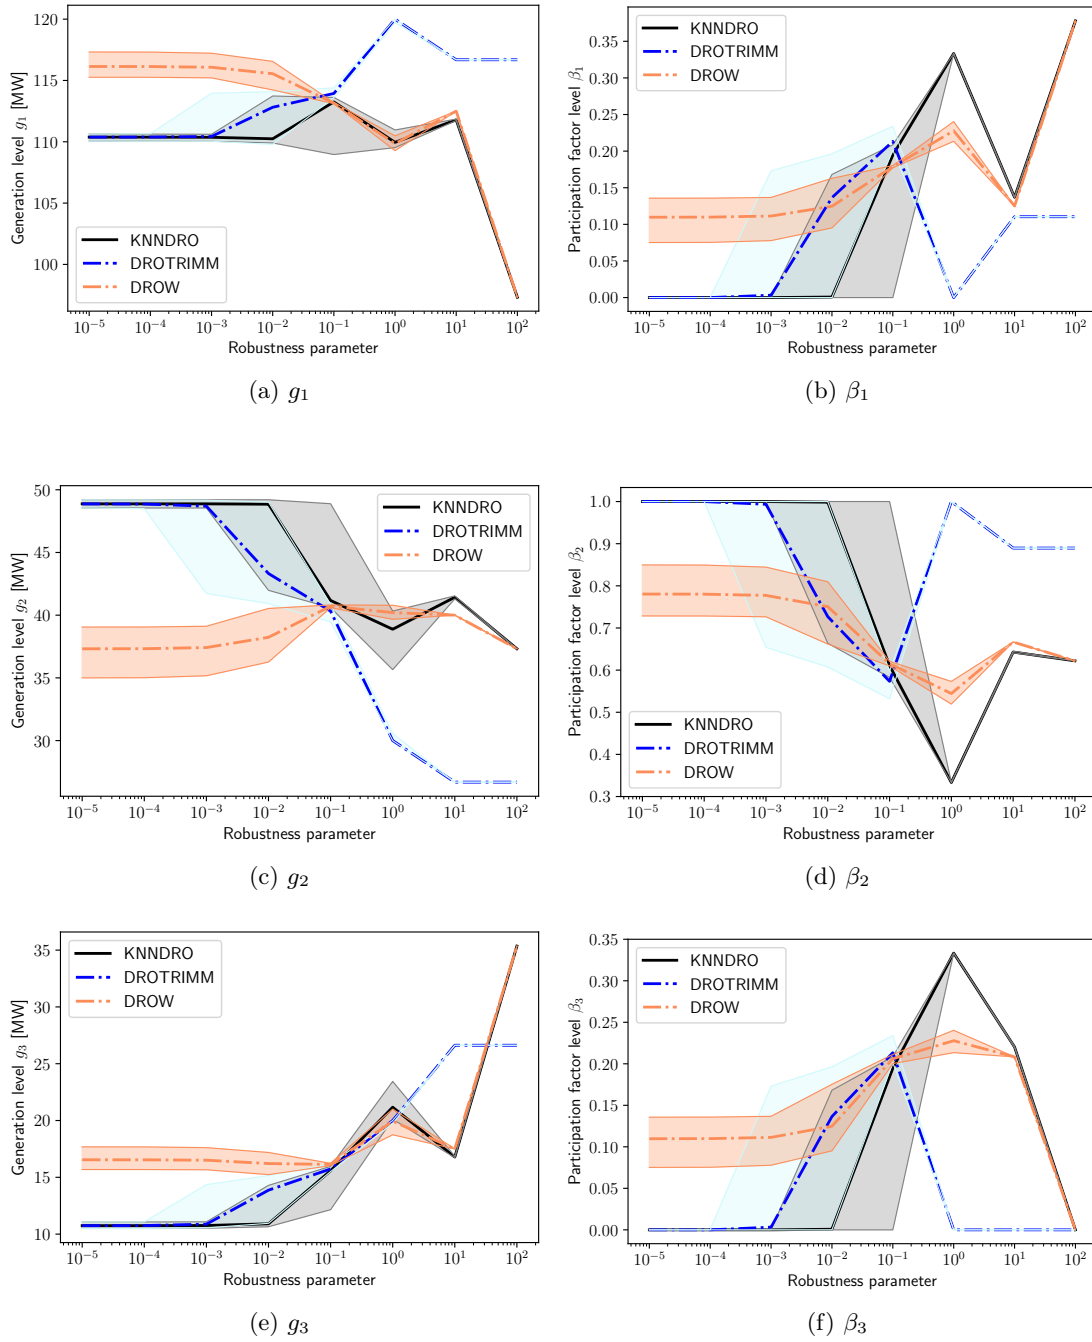 Generation level g₁ [MW]
120
115
110
105
100
KNNDRO
DROTRIMM
DROW
10⁻⁵ 10⁻⁴ 10⁻³ 10⁻² 10⁻¹ 10⁰ 10¹ 10²
Robustness parameter
(a) g₁
Participation factor level β₁
0.35
0.30
0.25
0.20
0.15
0.10
0.05
0.00
KNNDRO
DROTRIMM
DROW
10⁻⁵ 10⁻⁴ 10⁻³ 10⁻² 10⁻¹ 10⁰ 10¹ 10²
Robustness parameter
(b) β₁
Generation level g₂ [MW]
50
45
40
35
30
KNNDRO
DROTRIMM
DROW
10⁻⁵ 10⁻⁴ 10⁻³ 10⁻² 10⁻¹ 10⁰ 10¹ 10²
Robustness parameter
(c) g₂
Participation factor level β₂
1.0
0.9
0.8
0.7
0.6
0.5
0.4
0.3
KNNDRO
DROTRIMM
DROW
10⁻⁵ 10⁻⁴ 10⁻³ 10⁻² 10⁻¹ 10⁰ 10¹ 10²
Robustness parameter
(d) β₂
Generation level g₃ [MW]
35
30
25
20
15
10
KNNDRO
DROTRIMM
DROW
10⁻⁵ 10⁻⁴ 10⁻³ 10⁻² 10⁻¹ 10⁰ 10¹ 10²
Robustness parameter
(e) g₃
Participation factor level β₃
0.35
0.30
0.25
0.20
0.15
0.10
0.05
0.00
KNNDRO
DROTRIMM
DROW
10⁻⁵ 10⁻⁴ 10⁻³ 10⁻² 10⁻¹ 10⁰ 10¹ 10²
Robustness parameter
(f) β₃